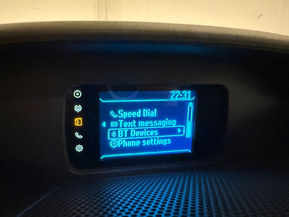 22:31
Speed Dial
Text messaging
BT Devices
Phone settings